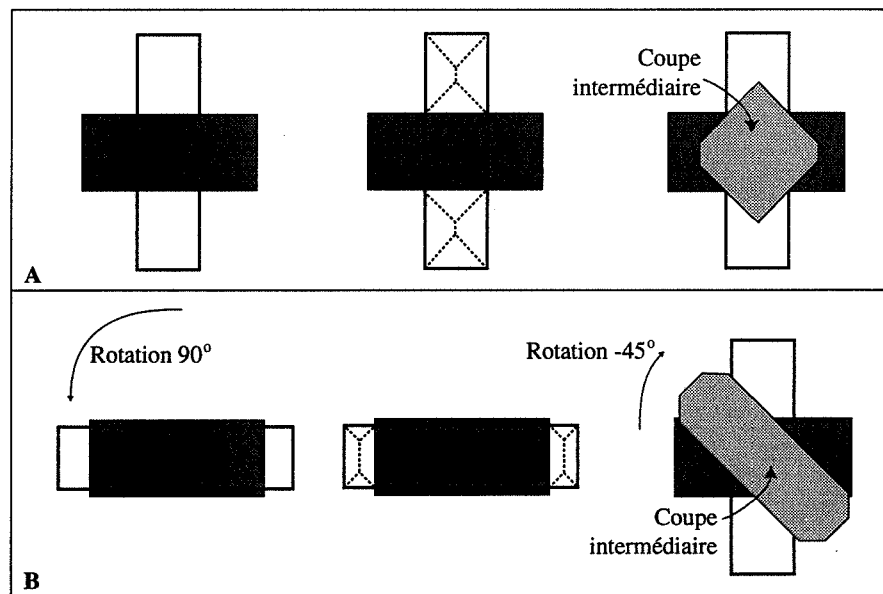 Coupe
intermédiaire
A
Rotation 90°
Rotation -45°
Coupe
intermédiaire
B